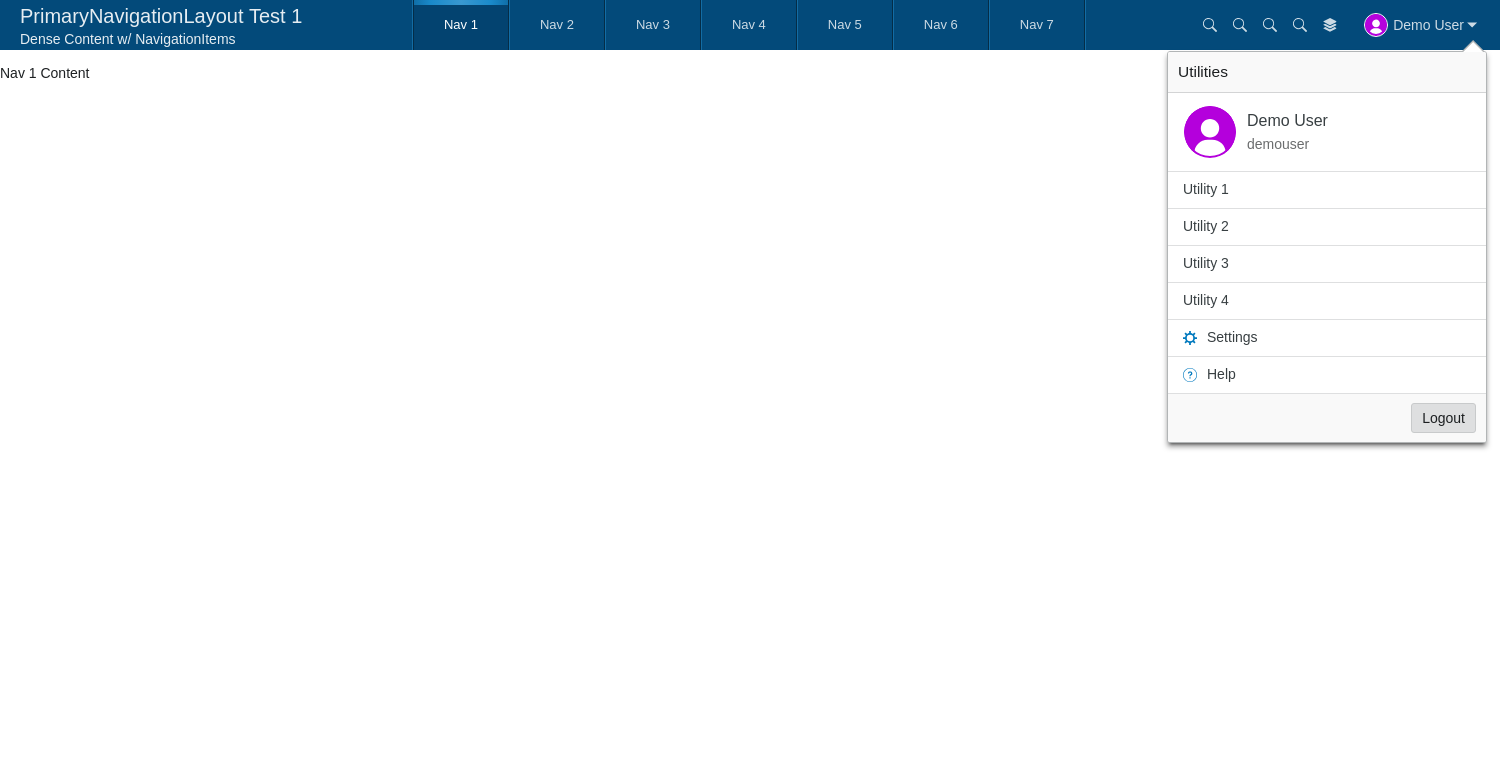 PrimaryNavigationLayout Test 1
Dense Content w/ NavigationItems
Nav 1
Nav 2
Nav 3
Nav 4
Nav 5
Nav 6
Nav 7
Demo User
Nav 1 Content
Utilities
Demo User
demouser
Utility 1
Utility 2
Utility 3
Utility 4
Settings
Help
Logout